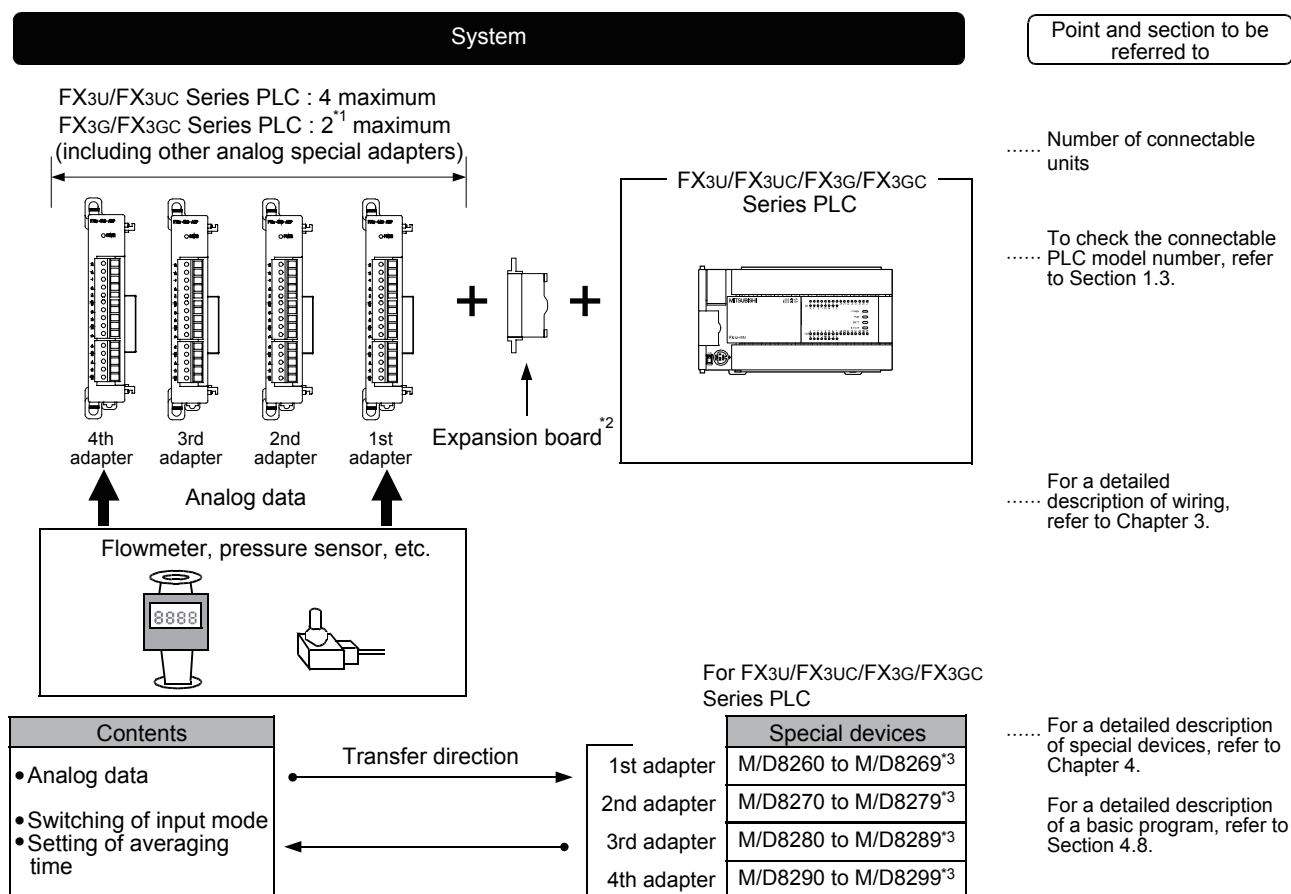 System
Point and section to be
referred to
FX3U/FX3UC Series PLC : 4 maximum
FX3G/FX3GC Series PLC : 2*1 maximum
(including other analog special adapters)
...... Number of connectable
units
FX3U/FX3UC/FX3G/FX3GC
Series PLC
To check the connectable
...... PLC model number, refer
to Section 1.3.
MITSUBISHI
4th
adapter
3rd
adapter
2nd
adapter
1st
adapter
Expansion board*2
Analog data
For a detailed
...... description of wiring,
refer to Chapter 3.
Flowmeter, pressure sensor, etc.
8888
For FX3U/FX3UC/FX3G/FX3GC
Series PLC
Contents
•Analog data
•Switching of input mode
•Setting of averaging
time
Transfer direction
Special devices
1st adapter M/D8260 to M/D8269*3
2nd adapter M/D8270 to M/D8279*3
3rd adapter M/D8280 to M/D8289*3
4th adapter M/D8290 to M/D8299*3
...... For a detailed description
of special devices, refer to
Chapter 4.
For a detailed description
of a basic program, refer to
Section 4.8.